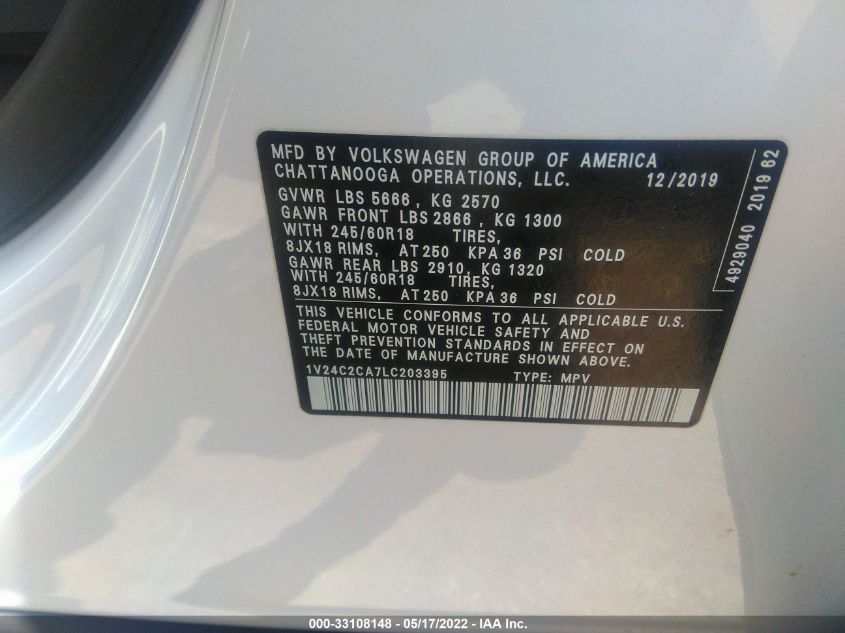 MFD BY VOLKSWAGEN GROUP OF AMERICA
CHATTANOOGA OPERATIONS, LLC. 12/2019
GVWR LBS 5666 , KG 2570
GAWR FRONT LBS 2866 , KG 1300
WITH 245/60R18 TIRES,
8JX18 RIMS, AT 250 KPA 36 PSI COLD
GAWR REAR LBS 2910, KG 1320
WITH 245/60R18 TIRES,
8JX18 RIMS, AT 250 KPA 36 PSI COLD
THIS VEHICLE CONFORMS TO ALL APPLICABLE U.S.
FEDERAL MOTOR VEHICLE SAFETY AND
THEFT PREVENTION STANDARDS IN EFFECT ON
THE DATE OF MANUFACTURE SHOWN ABOVE.
1V24C2CA7LC203395 TYPE: MPV
4929040 2019 62
000-33108148 - 05/17/2022 - IAA Inc.